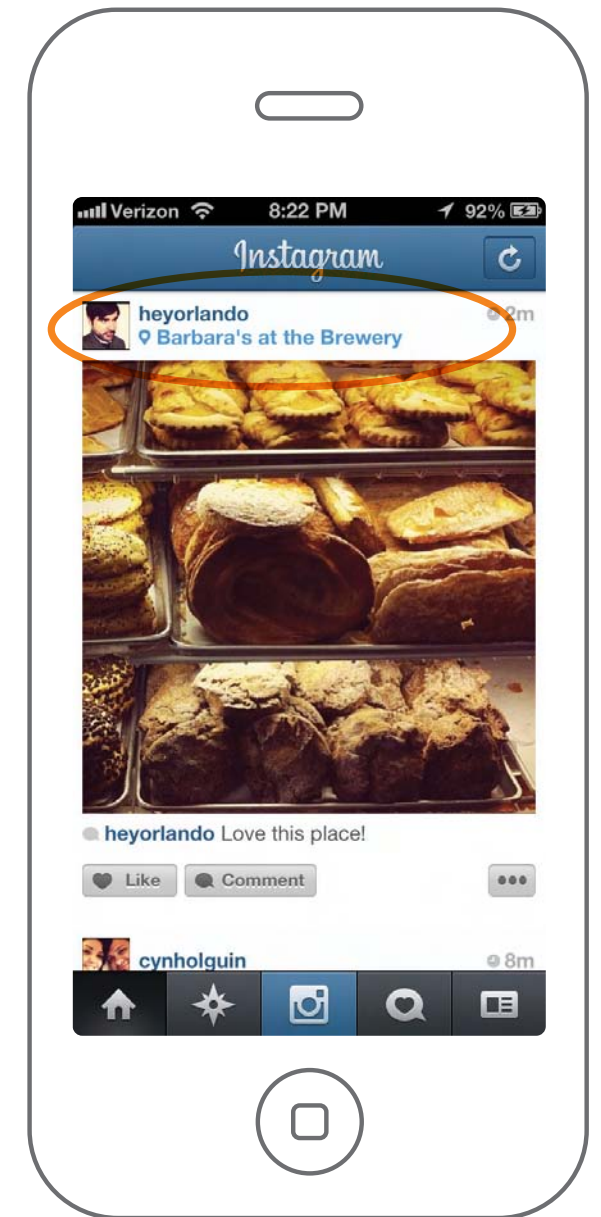 Verizon 8:22 PM 92%
Instagram
heyorlando 2m
Barbara's at the Brewery
heyorlando Love this place!
Like Comment
cynholguin 8m